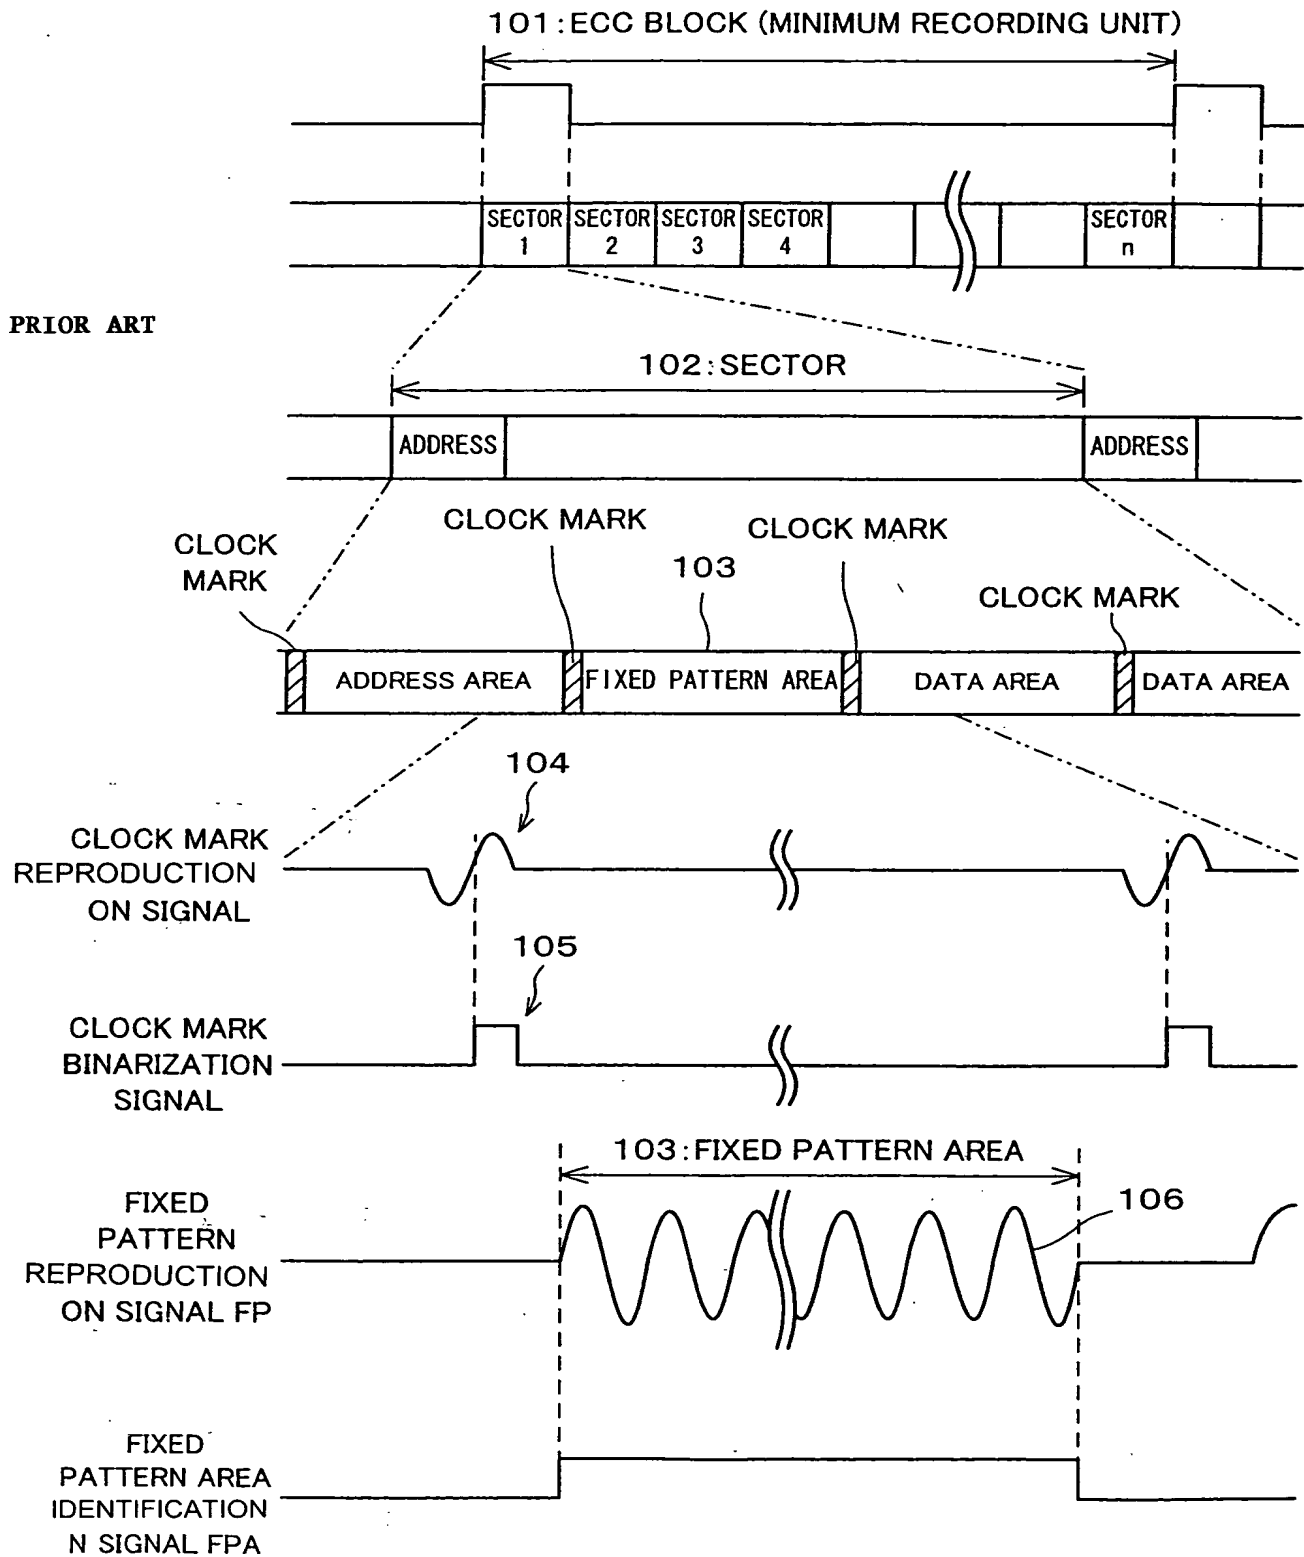 101:ECC BLOCK (MINIMUM RECORDING UNIT)
SECTOR 1
SECTOR 2
SECTOR 3
SECTOR 4
SECTOR n
PRIOR ART
102:SECTOR
ADDRESS
ADDRESS
CLOCK MARK
CLOCK MARK
CLOCK
MARK
103
CLOCK MARK
ADDRESS AREA
FIXED PATTERN AREA
DATA AREA
DATA AREA
104
CLOCK MARK
REPRODUCTION
ON SIGNAL
105
CLOCK MARK
BINARIZATION
SIGNAL
103:FIXED PATTERN AREA
106
FIXED
PATTERN
REPRODUCTION
ON SIGNAL FP
FIXED
PATTERN AREA
IDENTIFICATION
N SIGNAL FPA